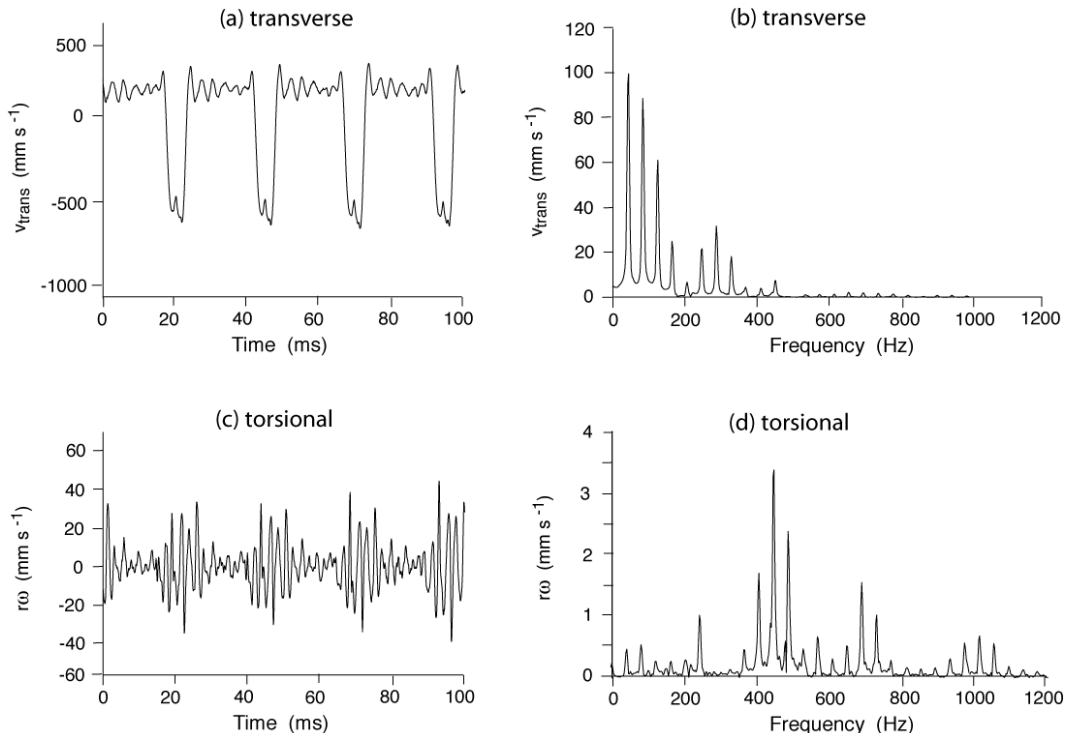 (a) transverse
500
0
-500
-1000
v_trans (mm s⁻¹)
0 20 40 60 80 100
Time (ms)
(b) transverse
120
100
80
60
40
20
0
v_trans (mm s⁻¹)
0 200 400 600 800 1000 1200
Frequency (Hz)
(c) torsional
60
40
20
0
-20
-40
-60
rω (mm s⁻¹)
0 20 40 60 80 100
Time (ms)
(d) torsional
4
3
2
1
0
rω (mm s⁻¹)
0 200 400 600 800 1000 1200
Frequency (Hz)